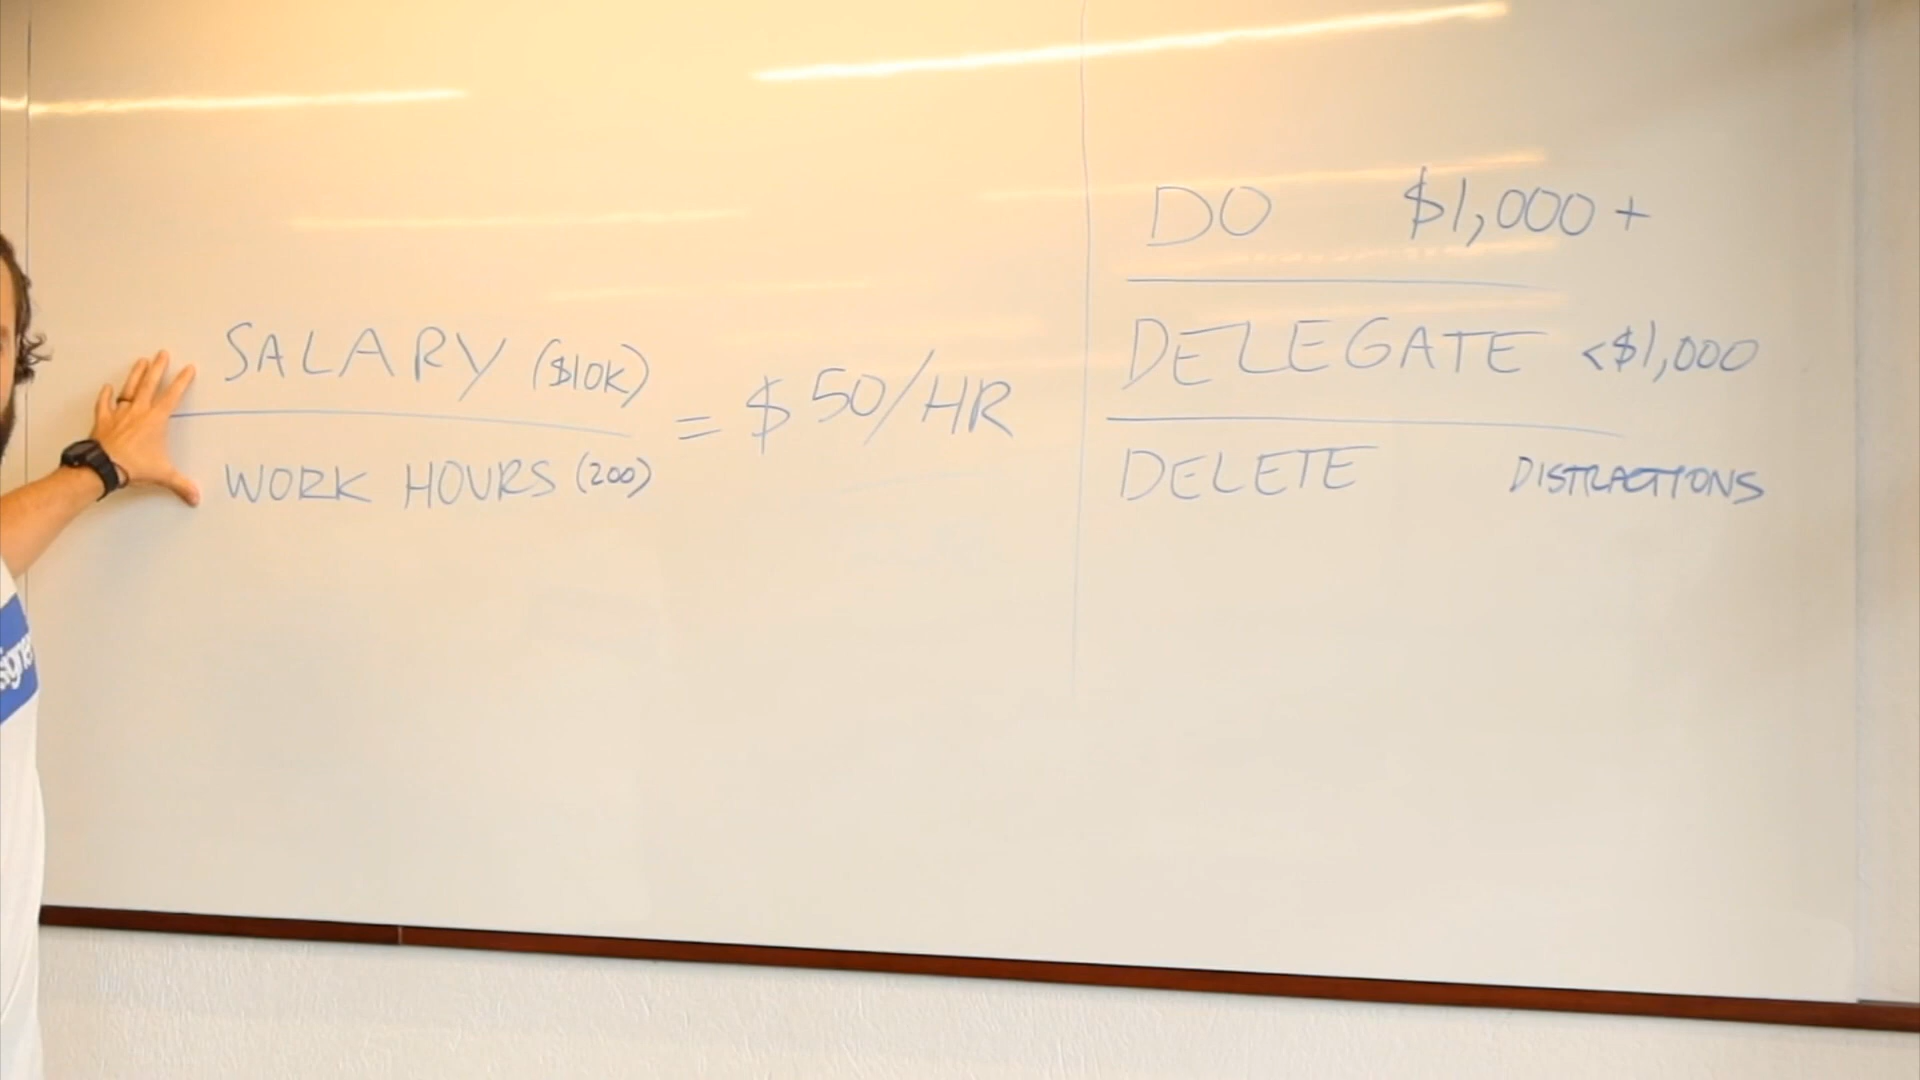 SALARY ($10K)
WORK HOURS (200)
= $50/HR
DO $1,000+
DELEGATE <$1,000
DELETE DISTRACTIONS